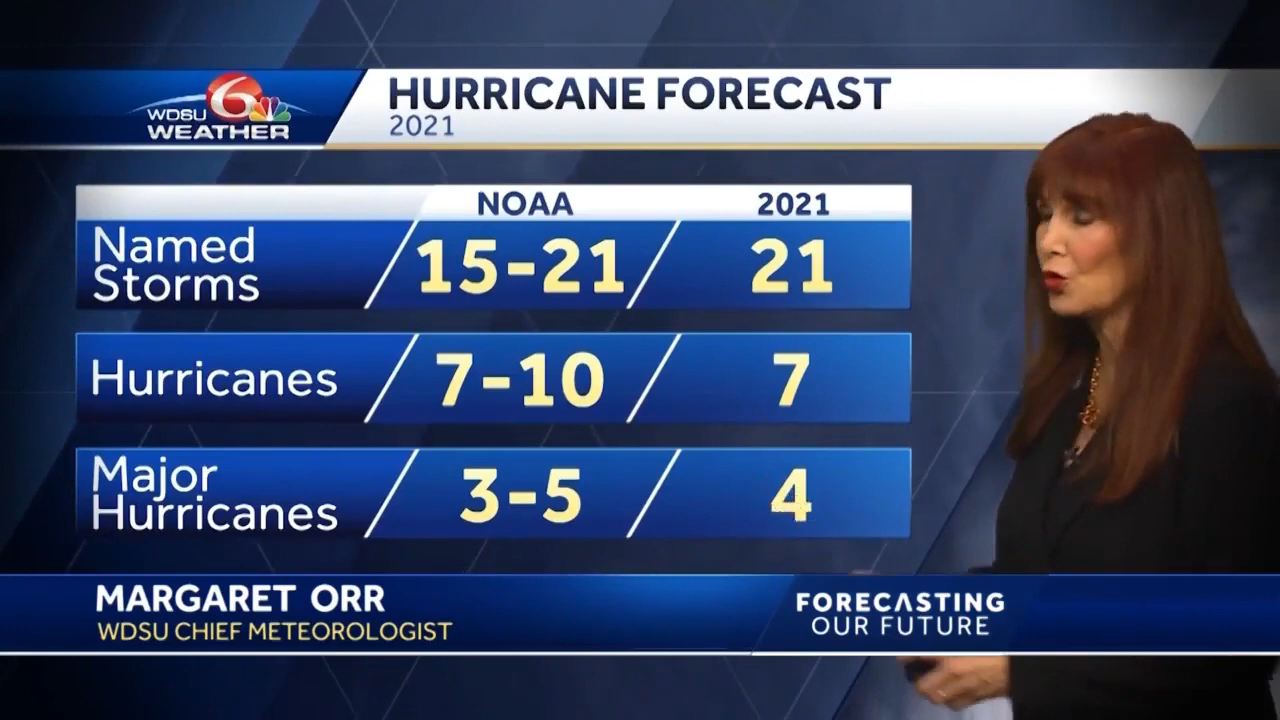 WDSU 6
WEATHER
HURRICANE FORECAST
2021
NOAA 2021
Named
Storms
15-21 21
Hurricanes 7-10 7
Major
Hurricanes
3-5 4
MARGARET ORR
WDSU CHIEF METEOROLOGIST
FORECASTING
OUR FUTURE